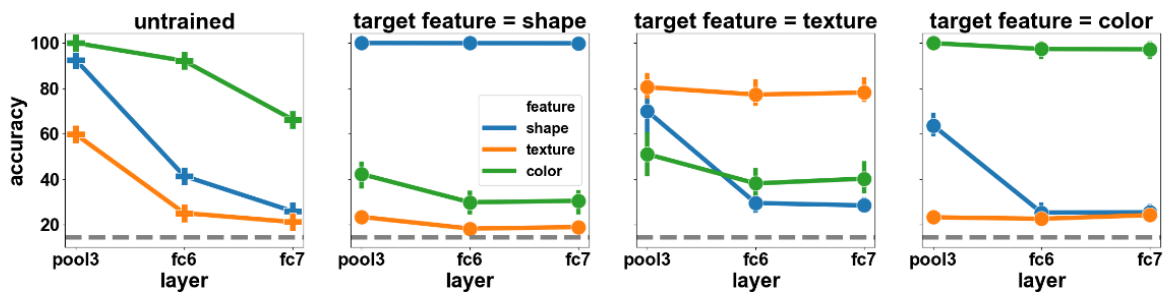 untrained
target feature = shape
target feature = texture
target feature = color
accuracy
100
80
60
40
20
feature
shape
texture
color
pool3 fc6 fc7
pool3 fc6 fc7
pool3 fc6 fc7
pool3 fc6 fc7
layer
layer
layer
layer